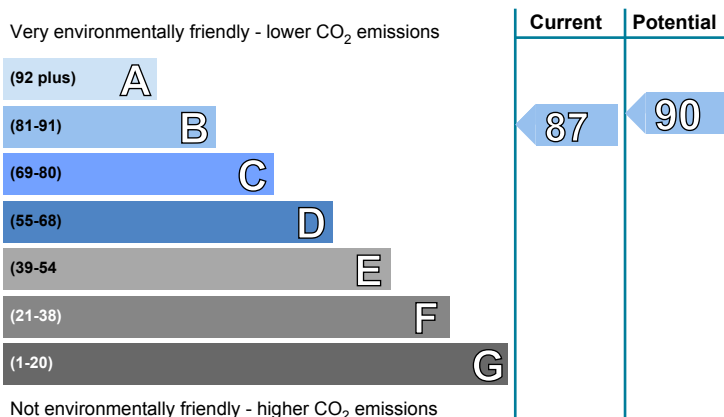 Current Potential
Very environmentally friendly - lower CO2 emissions
(92 plus) A
(81-91) B
87 90
(69-80) C
(55-68) D
(39-54 E
(21-38) F
(1-20) G
Not environmentally friendly - higher CO2 emissions